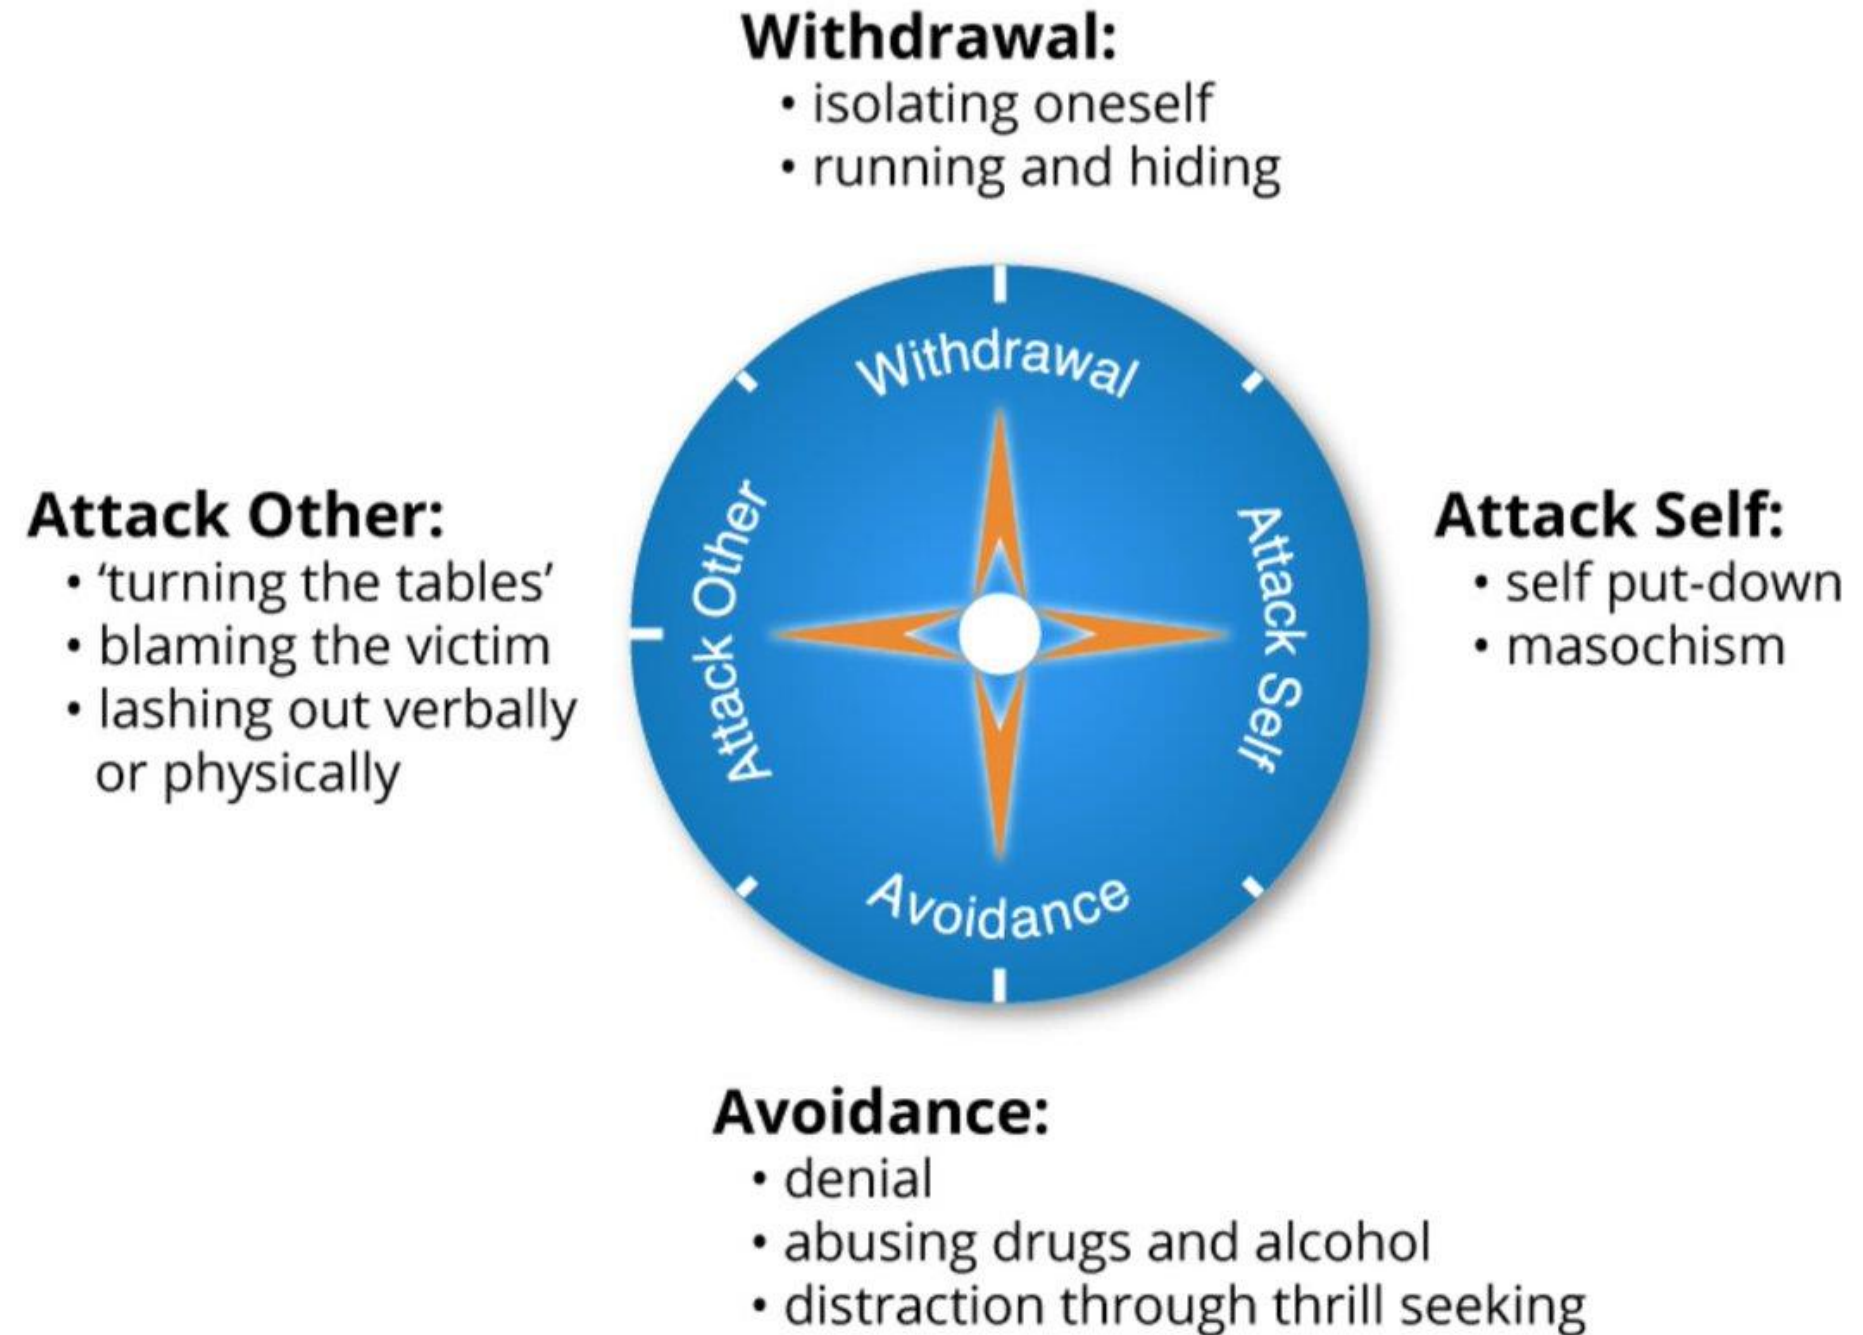 Withdrawal:
• isolating oneself
• running and hiding
Withdrawal
Attack Other:
• ‘turning the tables’
• blaming the victim
• lashing out verbally
or physically
Attack Other
Attack Self
Attack Self:
• self put-down
• masochism
Avoidance
Avoidance:
• denial
• abusing drugs and alcohol
• distraction through thrill seeking